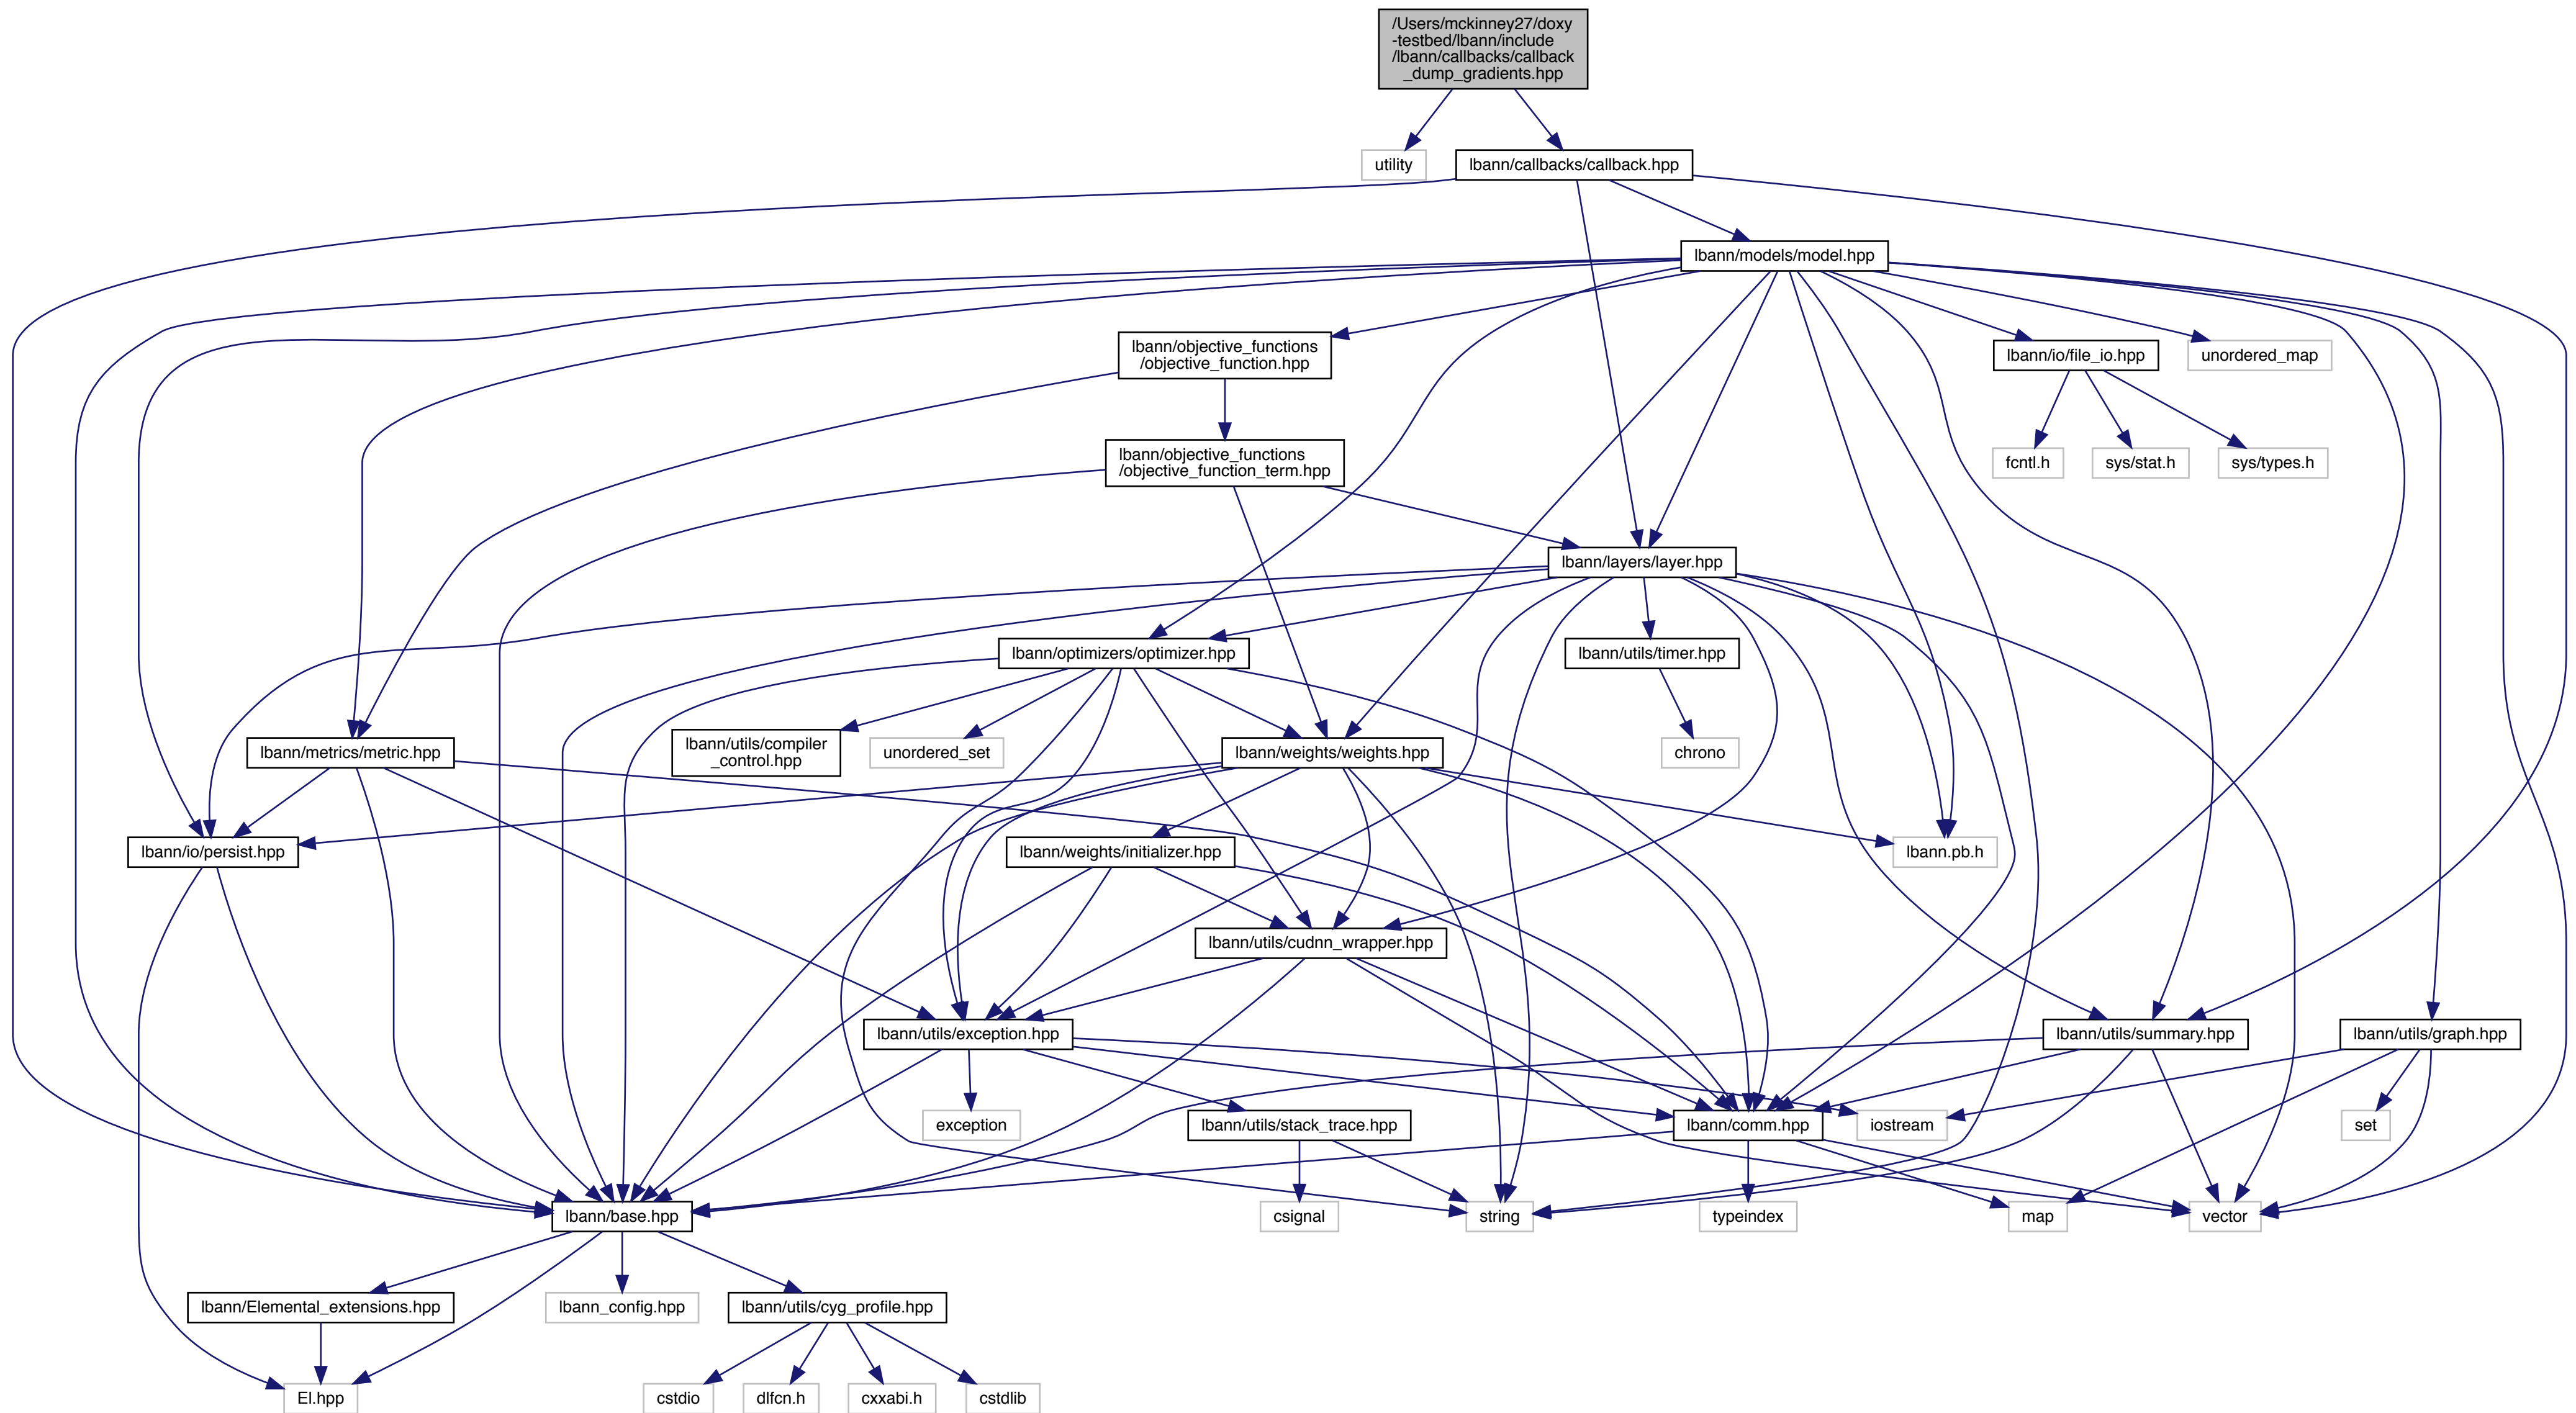 /Users/mckinney27/doxy
-testbed/lbann/include
/lbann/callbacks/callback
_dump_gradients.hpp
utility
lbann/callbacks/callback.hpp
lbann/models/model.hpp
lbann/objective_functions
/objective_function.hpp
lbann/io/file_io.hpp
unordered_map
lbann/objective_functions
/objective_function_term.hpp
fcntl.h
sys/stat.h
sys/types.h
lbann/layers/layer.hpp
lbann/optimizers/optimizer.hpp
lbann/utils/timer.hpp
lbann/metrics/metric.hpp
lbann/utils/compiler
_control.hpp
unordered_set
lbann/weights/weights.hpp
chrono
lbann/io/persist.hpp
lbann/weights/initializer.hpp
lbann.pb.h
lbann/utils/cudnn_wrapper.hpp
lbann/utils/exception.hpp
lbann/utils/summary.hpp
lbann/utils/graph.hpp
exception
lbann/utils/stack_trace.hpp
lbann/comm.hpp
iostream
set
lbann/base.hpp
csignal
string
typeindex
map
vector
lbann/Elemental_extensions.hpp
lbann_config.hpp
lbann/utils/cyg_profile.hpp
El.hpp
cstdio
dlfcn.h
cxxabi.h
cstdlib